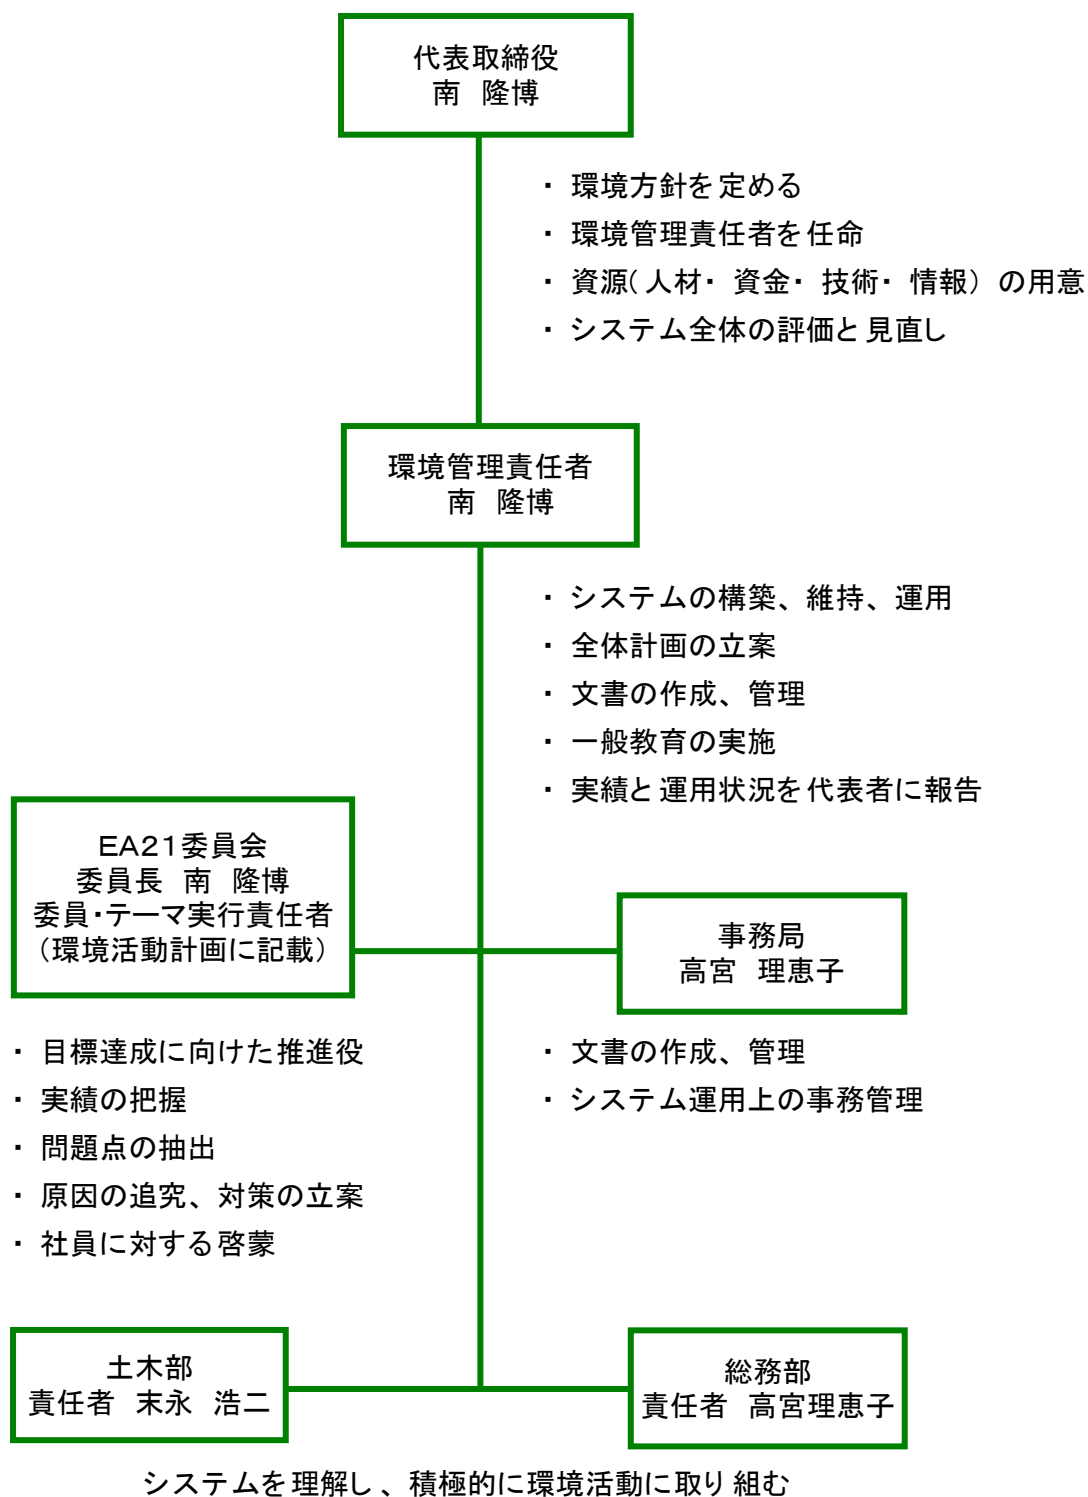 代表取締役
南　隆博
・ 環境方針を定める
・ 環境管理責任者を任命
・ 資源(人材・資金・技術・情報) の用意
・ システム全体の評価と見直し
環境管理責任者
南　隆博
・ システムの構築、維持、運用
・ 全体計画の立案
・ 文書の作成、管理
・ 一般教育の実施
・ 実績と運用状況を代表者に報告
ＥＡ２１委員会
委員長　南　隆博
委員・テーマ実行責任者
（環境活動計画に記載）
事務局
高宮　理恵子
・ 目標達成に向けた推進役
・ 実績の把握
・ 問題点の抽出
・ 原因の追究、対策の立案
・ 社員に対する啓蒙
・ 文書の作成、管理
・ システム運用上の事務管理
土木部
責任者　末永　浩二
総務部
責任者　高宮理恵子
システムを理解し、積極的に環境活動に取り組む